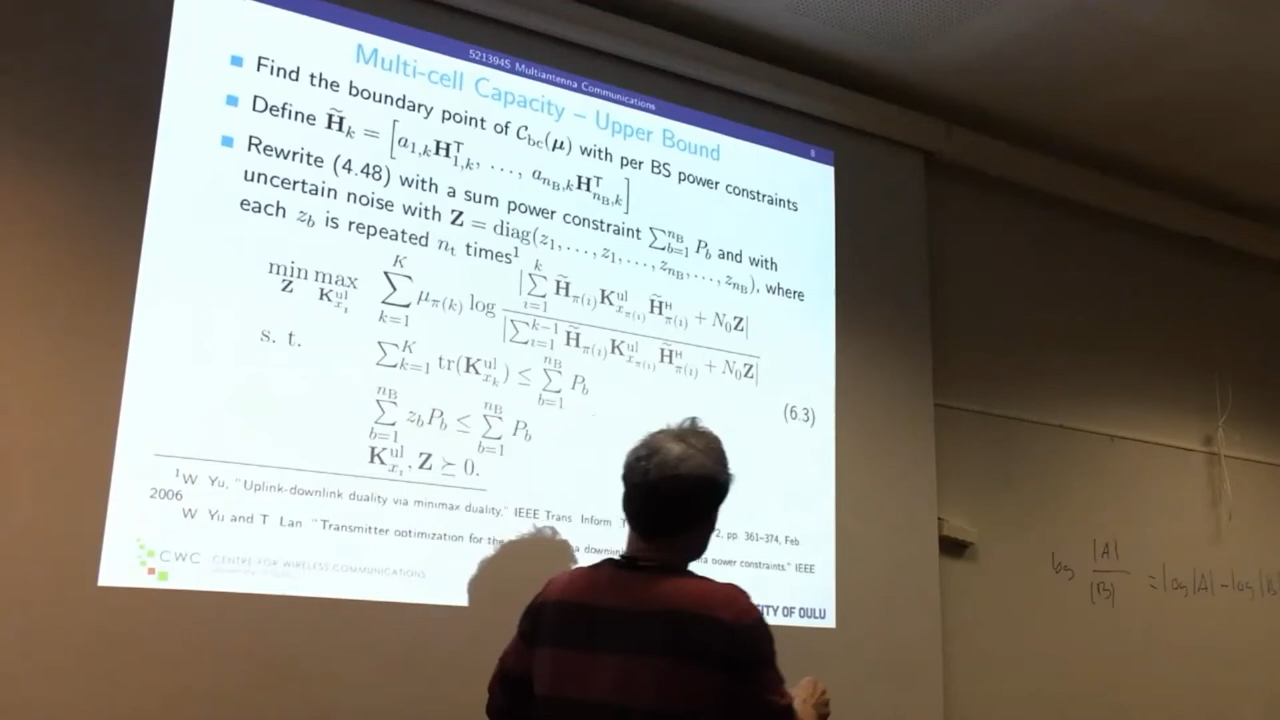 521394S Multiantenna Communications
8
Multi-cell Capacity – Upper Bound
Find the boundary point of 𝒞_bc(μ) with per BS power constraints
Define H̃_k = [a_{1,k}H^T_{1,k}, . . . , a_{n_B,k}H^T_{n_B,k}]
Rewrite (4.48) with a sum power constraint ∑_{b=1}^{n_B} P_b and with
uncertain noise with Z = diag(z_1, . . . , z_1, . . . , z_{n_B}, . . . , z_{n_B}), where
each z_b is repeated n_t times¹
min_Z max_{K^{ul}_{x_i}} ∑_{k=1}^{K} μ_{π(k)} log |∑_{i=1}^{k} H̃_{π(i)} K^{ul}_{x_{π(i)}} H̃^H_{π(i)} + N_0 Z| / |∑_{i=1}^{k−1} H̃_{π(i)} K^{ul}_{x_{π(i)}} H̃^H_{π(i)} + N_0 Z|
s. t. ∑_{k=1}^{K} tr(K^{ul}_{x_k}) ≤ ∑_{b=1}^{n_B} P_b
∑_{b=1}^{n_B} z_b P_b ≤ ∑_{b=1}^{n_B} P_b (6.3)
K^{ul}_{x_i}, Z ⪰ 0.
¹W Yu, "Uplink-downlink duality via minimax duality," IEEE Trans Inform T 2, pp. 361–374, Feb
2006
W Yu and T Lan "Transmitter optimization for the downlin power constraints." IEEE
CWC CENTRE FOR WIRELESS COMMUNICATIONS
SITY OF OULU
log |A| / |B| = log|A| – log|B